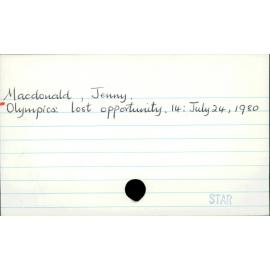 Macdonald, Jenny.
Olympics: lost opportunity. 14: July 24, 1980
STAR